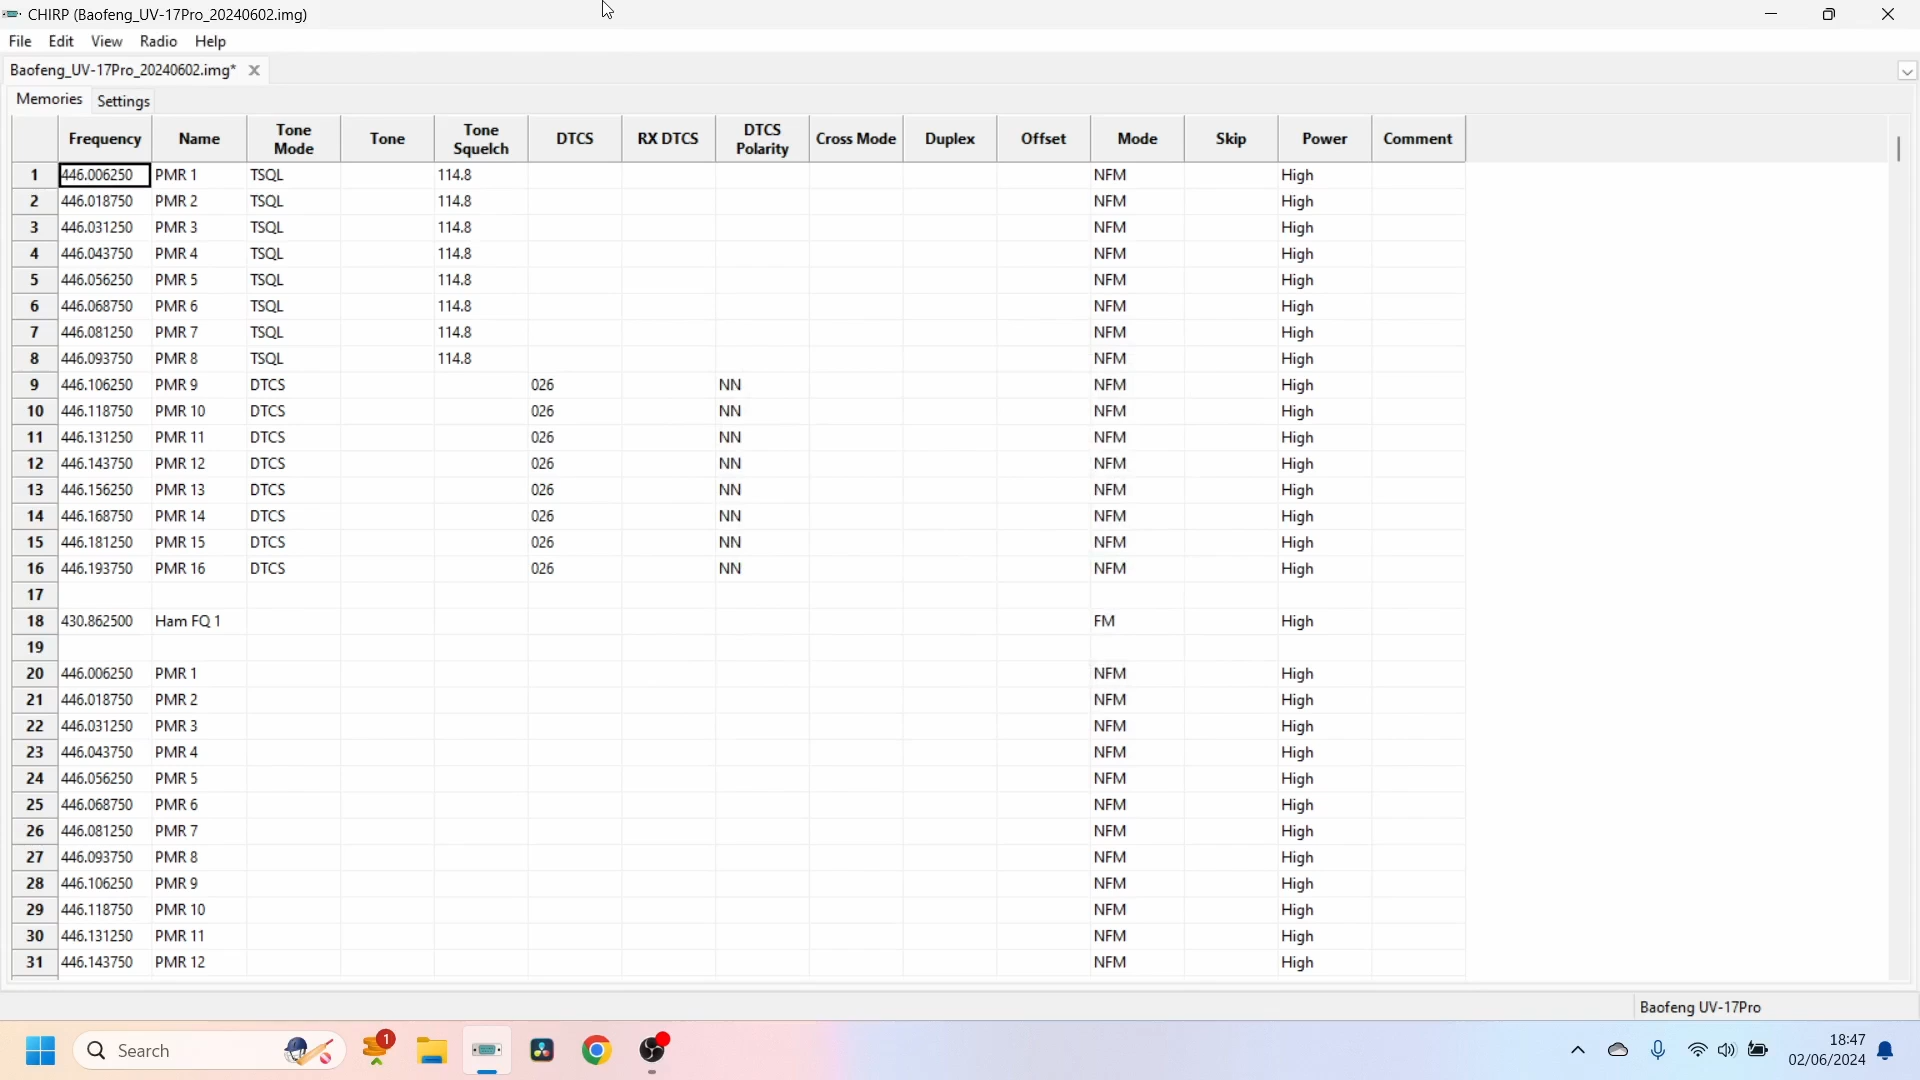 CHIRP (Baofeng_UV-17Pro_20240602.img)
File Edit View Radio Help
Baofeng_UV-17Pro_20240602.img*
Memories Settings
Frequency Name Tone Mode Tone Tone Squelch DTCS RX DTCS DTCS Polarity Cross Mode Duplex Offset Mode Skip Power Comment
1 446.006250 PMR 1 TSQL 114.8 NFM High
2 446.018750 PMR 2 TSQL 114.8 NFM High
3 446.031250 PMR 3 TSQL 114.8 NFM High
4 446.043750 PMR 4 TSQL 114.8 NFM High
5 446.056250 PMR 5 TSQL 114.8 NFM High
6 446.068750 PMR 6 TSQL 114.8 NFM High
7 446.081250 PMR 7 TSQL 114.8 NFM High
8 446.093750 PMR 8 TSQL 114.8 NFM High
9 446.106250 PMR 9 DTCS 026 NN NFM High
10 446.118750 PMR 10 DTCS 026 NN NFM High
11 446.131250 PMR 11 DTCS 026 NN NFM High
12 446.143750 PMR 12 DTCS 026 NN NFM High
13 446.156250 PMR 13 DTCS 026 NN NFM High
14 446.168750 PMR 14 DTCS 026 NN NFM High
15 446.181250 PMR 15 DTCS 026 NN NFM High
16 446.193750 PMR 16 DTCS 026 NN NFM High
17
18 430.862500 Ham FQ 1 FM High
19
20 446.006250 PMR 1 NFM High
21 446.018750 PMR 2 NFM High
22 446.031250 PMR 3 NFM High
23 446.043750 PMR 4 NFM High
24 446.056250 PMR 5 NFM High
25 446.068750 PMR 6 NFM High
26 446.081250 PMR 7 NFM High
27 446.093750 PMR 8 NFM High
28 446.106250 PMR 9 NFM High
29 446.118750 PMR 10 NFM High
30 446.131250 PMR 11 NFM High
31 446.143750 PMR 12 NFM High
Baofeng UV-17Pro
Search 1 18:47
02/06/2024